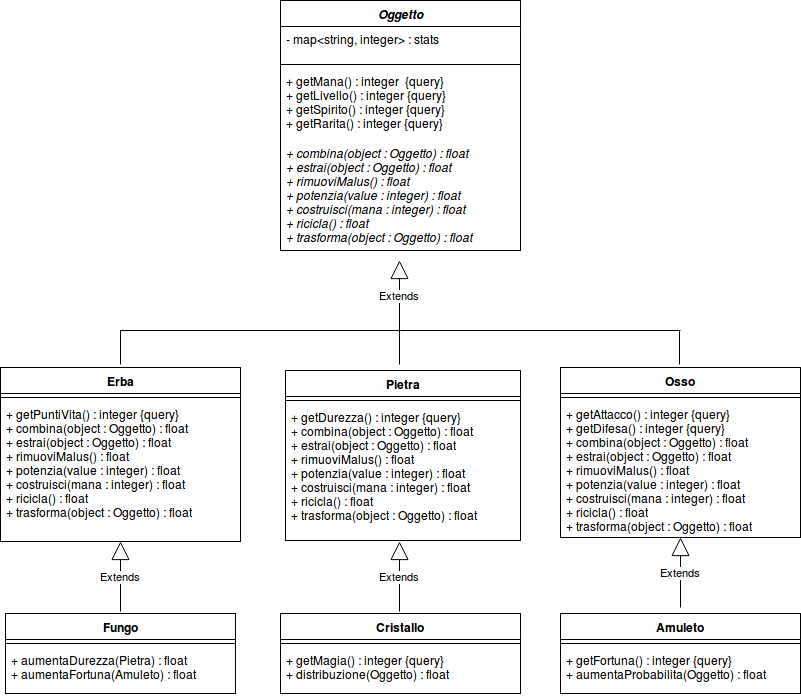 Oggetto
- map<string, integer> : stats
+ getMana() : integer {query}
+ getLivello() : integer {query}
+ getSpirito() : integer {query}
+ getRarita() : integer {query}
+ combina(object : Oggetto) : float
+ estrai(object : Oggetto) : float
+ rimuoviMalus() : float
+ potenzia(value : integer) : float
+ costruisci(mana : integer) : float
+ ricicla() : float
+ trasforma(object : Oggetto) : float
Extends
Erba
+ getPuntiVita() : integer {query}
+ combina(object : Oggetto) : float
+ estrai(object : Oggetto) : float
+ rimuoviMalus() : float
+ potenzia(value : integer) : float
+ costruisci(mana : integer) : float
+ ricicla() : float
+ trasforma(object : Oggetto) : float
Pietra
+ getDurezza() : integer {query}
+ combina(object : Oggetto) : float
+ estrai(object : Oggetto) : float
+ rimuoviMalus() : float
+ potenzia(value : integer) : float
+ costruisci(mana : integer) : float
+ ricicla() : float
+ trasforma(object : Oggetto) : float
Osso
+ getAttacco() : integer {query}
+ getDifesa() : integer {query}
+ combina(object : Oggetto) : float
+ estrai(object : Oggetto) : float
+ rimuoviMalus() : float
+ potenzia(value : integer) : float
+ costruisci(mana : integer) : float
+ ricicla() : float
+ trasforma(object : Oggetto) : float
Extends
Extends
Extends
Fungo
+ aumentaDurezza(Pietra) : float
+ aumentaFortuna(Amuleto) : float
Cristallo
+ getMagia() : integer {query}
+ distribuzione(Oggetto) : float
Amuleto
+ getFortuna() : integer {query}
+ aumentaProbabilita(Oggetto) : float